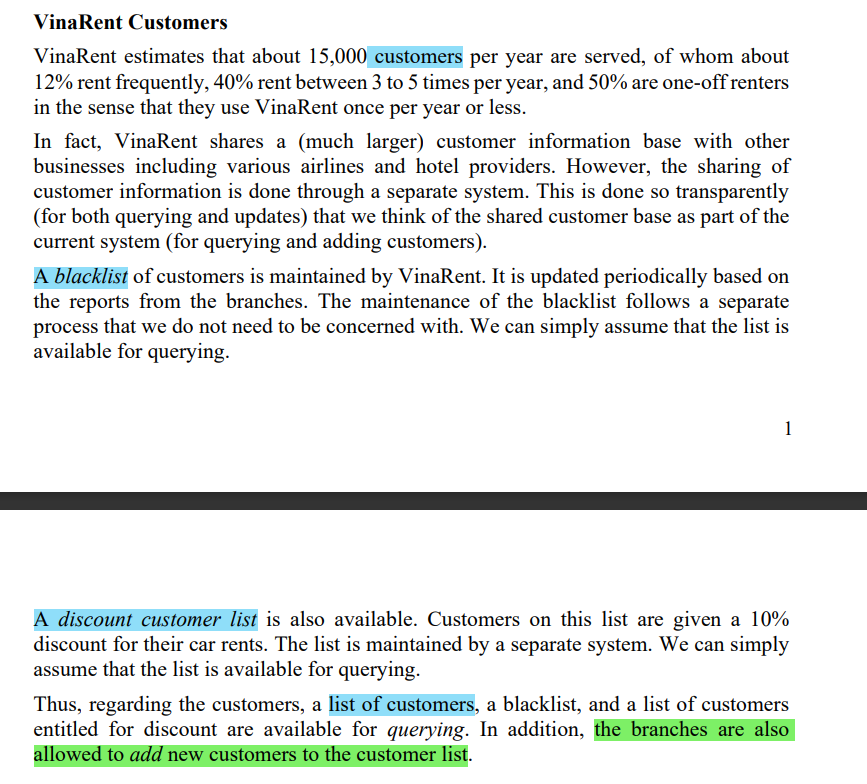 VinaRent Customers
VinaRent estimates that about 15,000 customers per year are served, of whom about
12% rent frequently, 40% rent between 3 to 5 times per year, and 50% are one-off renters
in the sense that they use VinaRent once per year or less.
In fact, VinaRent shares a (much larger) customer information base with other
businesses including various airlines and hotel providers. However, the sharing of
customer information is done through a separate system. This is done so transparently
(for both querying and updates) that we think of the shared customer base as part of the
current system (for querying and adding customers).
A blacklist of customers is maintained by VinaRent. It is updated periodically based on
the reports from the branches. The maintenance of the blacklist follows a separate
process that we do not need to be concerned with. We can simply assume that the list is
available for querying.
1
A discount customer list is also available. Customers on this list are given a 10%
discount for their car rents. The list is maintained by a separate system. We can simply
assume that the list is available for querying.
Thus, regarding the customers, a list of customers, a blacklist, and a list of customers
entitled for discount are available for querying. In addition, the branches are also
allowed to add new customers to the customer list.